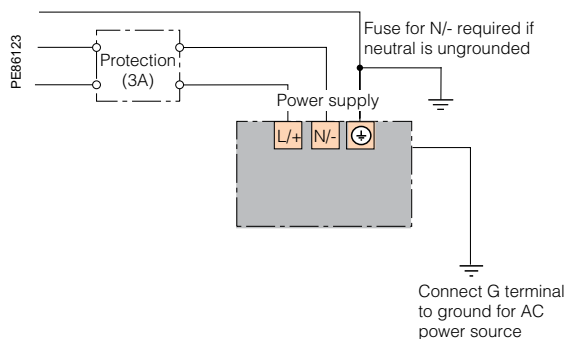 PE86123
Fuse for N/- required if
neutral is ungrounded
Protection
(3A)
Power supply
L/+ N/-
Connect G terminal
to ground for AC
power source